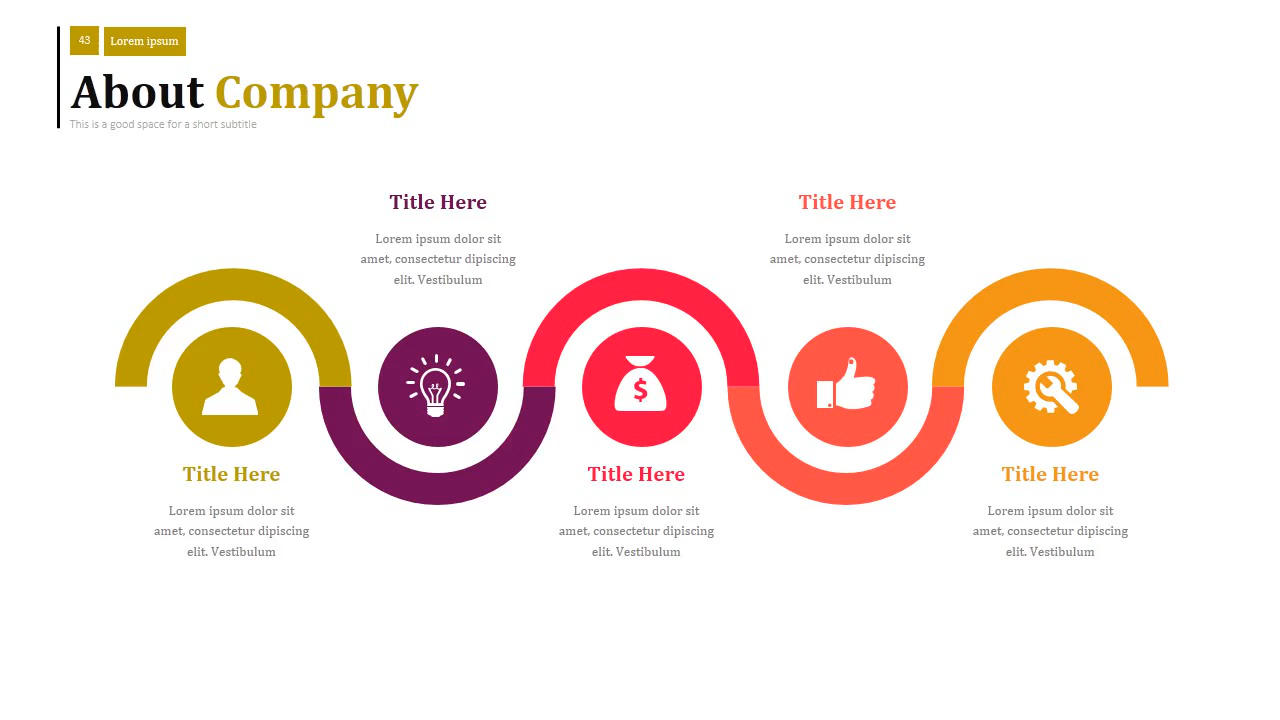 43
Lorem ipsum
About Company
This is a good space for a short subtitle
Title Here
Lorem ipsum dolor sit
amet, consectetur dipiscing
elit. Vestibulum
Title Here
Lorem ipsum dolor sit
amet, consectetur dipiscing
elit. Vestibulum
$
Title Here
Lorem ipsum dolor sit
amet, consectetur dipiscing
elit. Vestibulum
Title Here
Lorem ipsum dolor sit
amet, consectetur dipiscing
elit. Vestibulum
Title Here
Lorem ipsum dolor sit
amet, consectetur dipiscing
elit. Vestibulum